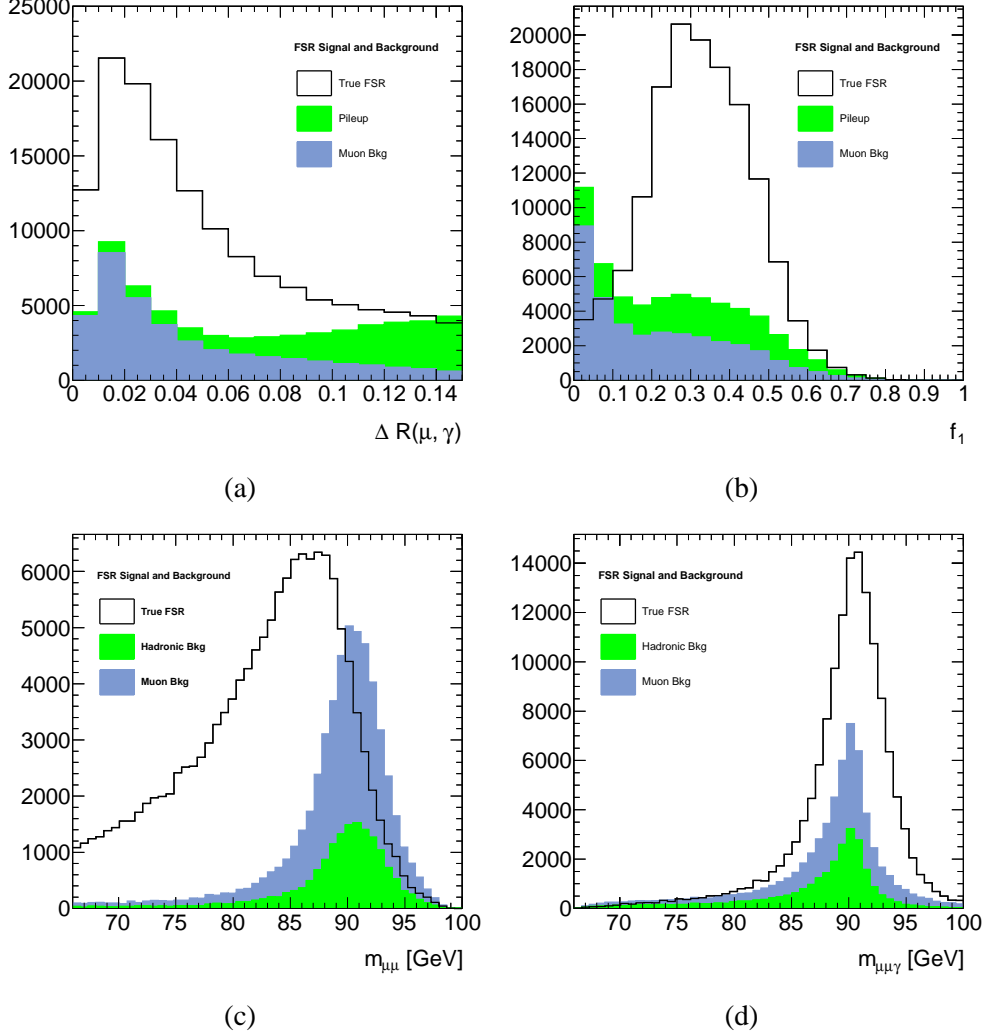 25000
20000
15000
10000
5000
0
0 0.02 0.04 0.06 0.08 0.1 0.12 0.14
Δ R(μ, γ)
FSR Signal and Background
True FSR
Pileup
Muon Bkg
(a)
20000
18000
16000
14000
12000
10000
8000
6000
4000
2000
0
0 0.1 0.2 0.3 0.4 0.5 0.6 0.7 0.8 0.9 1
f₁
FSR Signal and Background
True FSR
Pileup
Muon Bkg
(b)
6000
5000
4000
3000
2000
1000
0
70 75 80 85 90 95 100
m_μμ [GeV]
FSR Signal and Background
True FSR
Hadronic Bkg
Muon Bkg
(c)
14000
12000
10000
8000
6000
4000
2000
0
70 75 80 85 90 95 100
m_μμγ [GeV]
FSR Signal and Background
True FSR
Hadronic Bkg
Muon Bkg
(d)